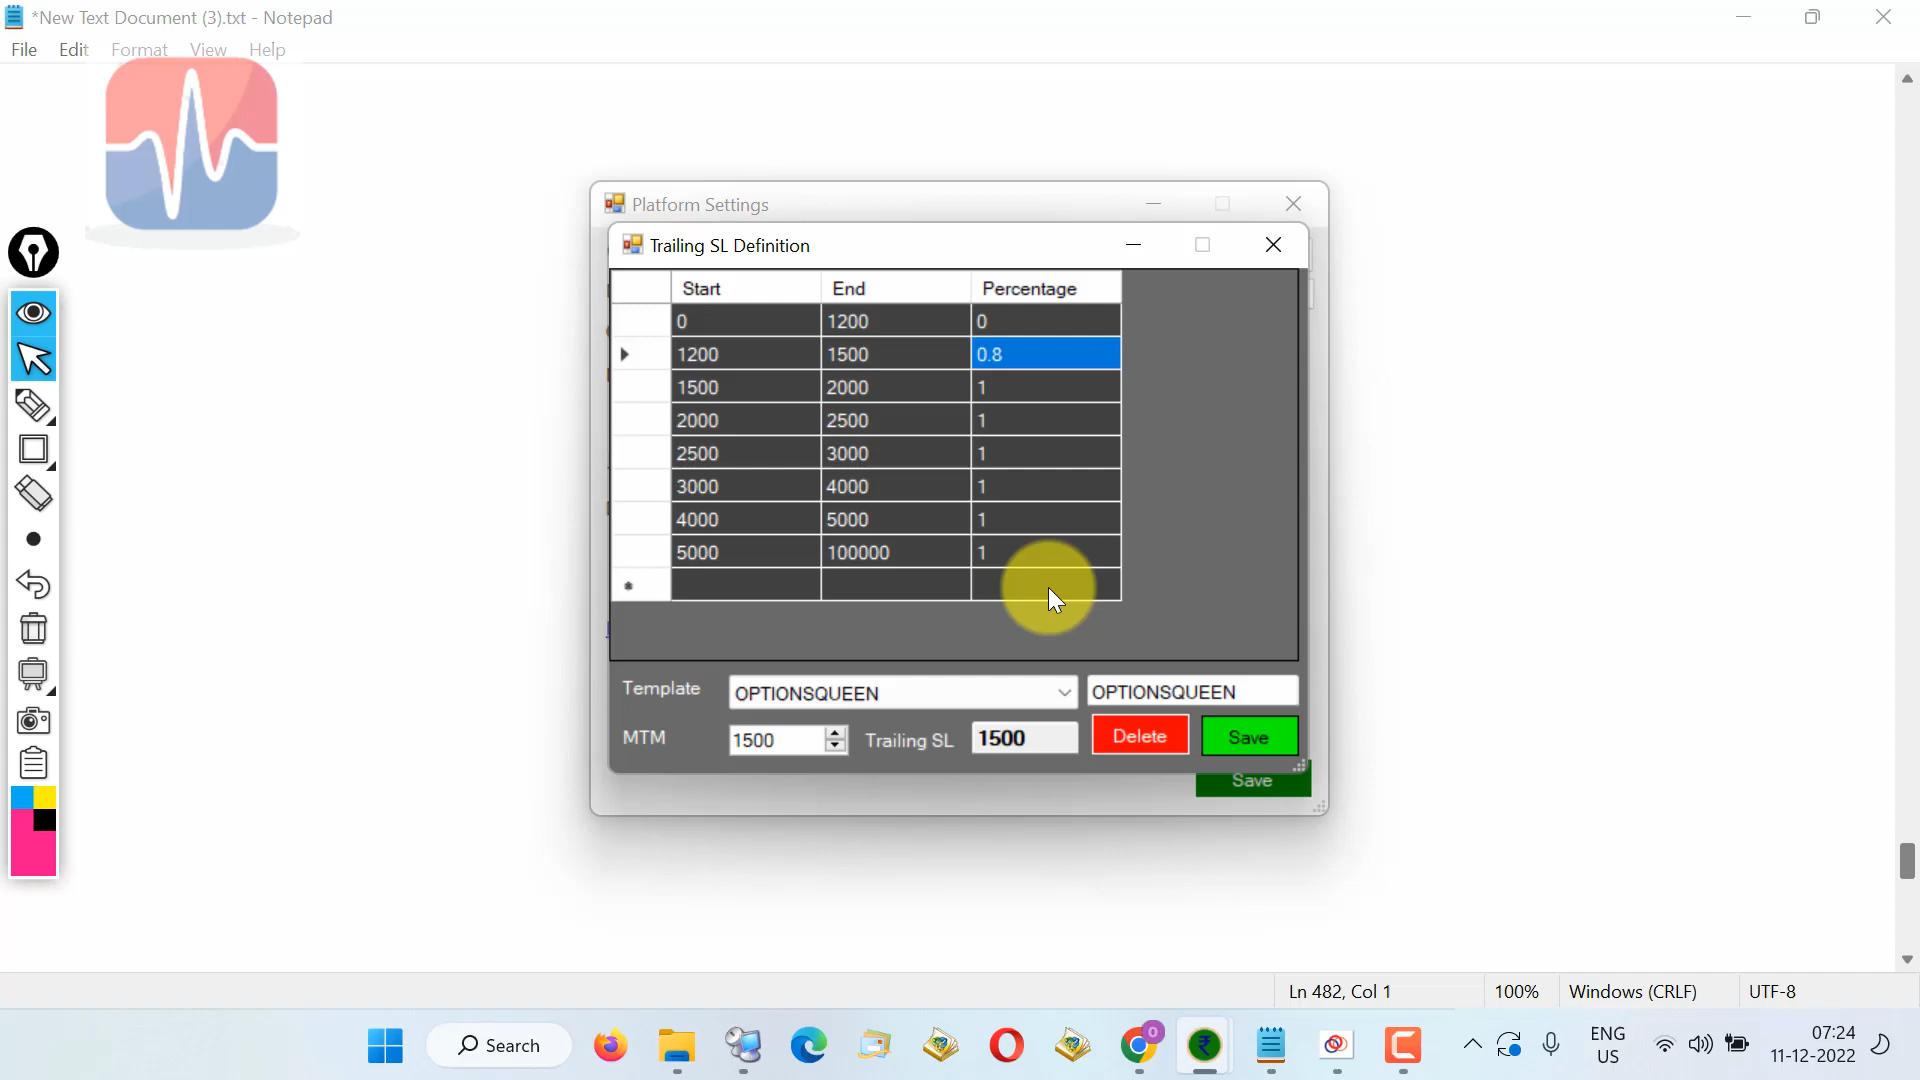 *New Text Document (3).txt - Notepad
File Edit Format View Help
Platform Settings
Trailing SL Definition
Start End Percentage
0 1200 0
1200 1500 0.8
1500 2000 1
2000 2500 1
2500 3000 1
3000 4000 1
4000 5000 1
5000 100000 1
*
Template OPTIONSQUEEN OPTIONSQUEEN
MTM 1500 Trailing SL 1500 Delete Save
Save
Ln 482, Col 1 100% Windows (CRLF) UTF-8
Search 0 ENG 07:24
US 11-12-2022